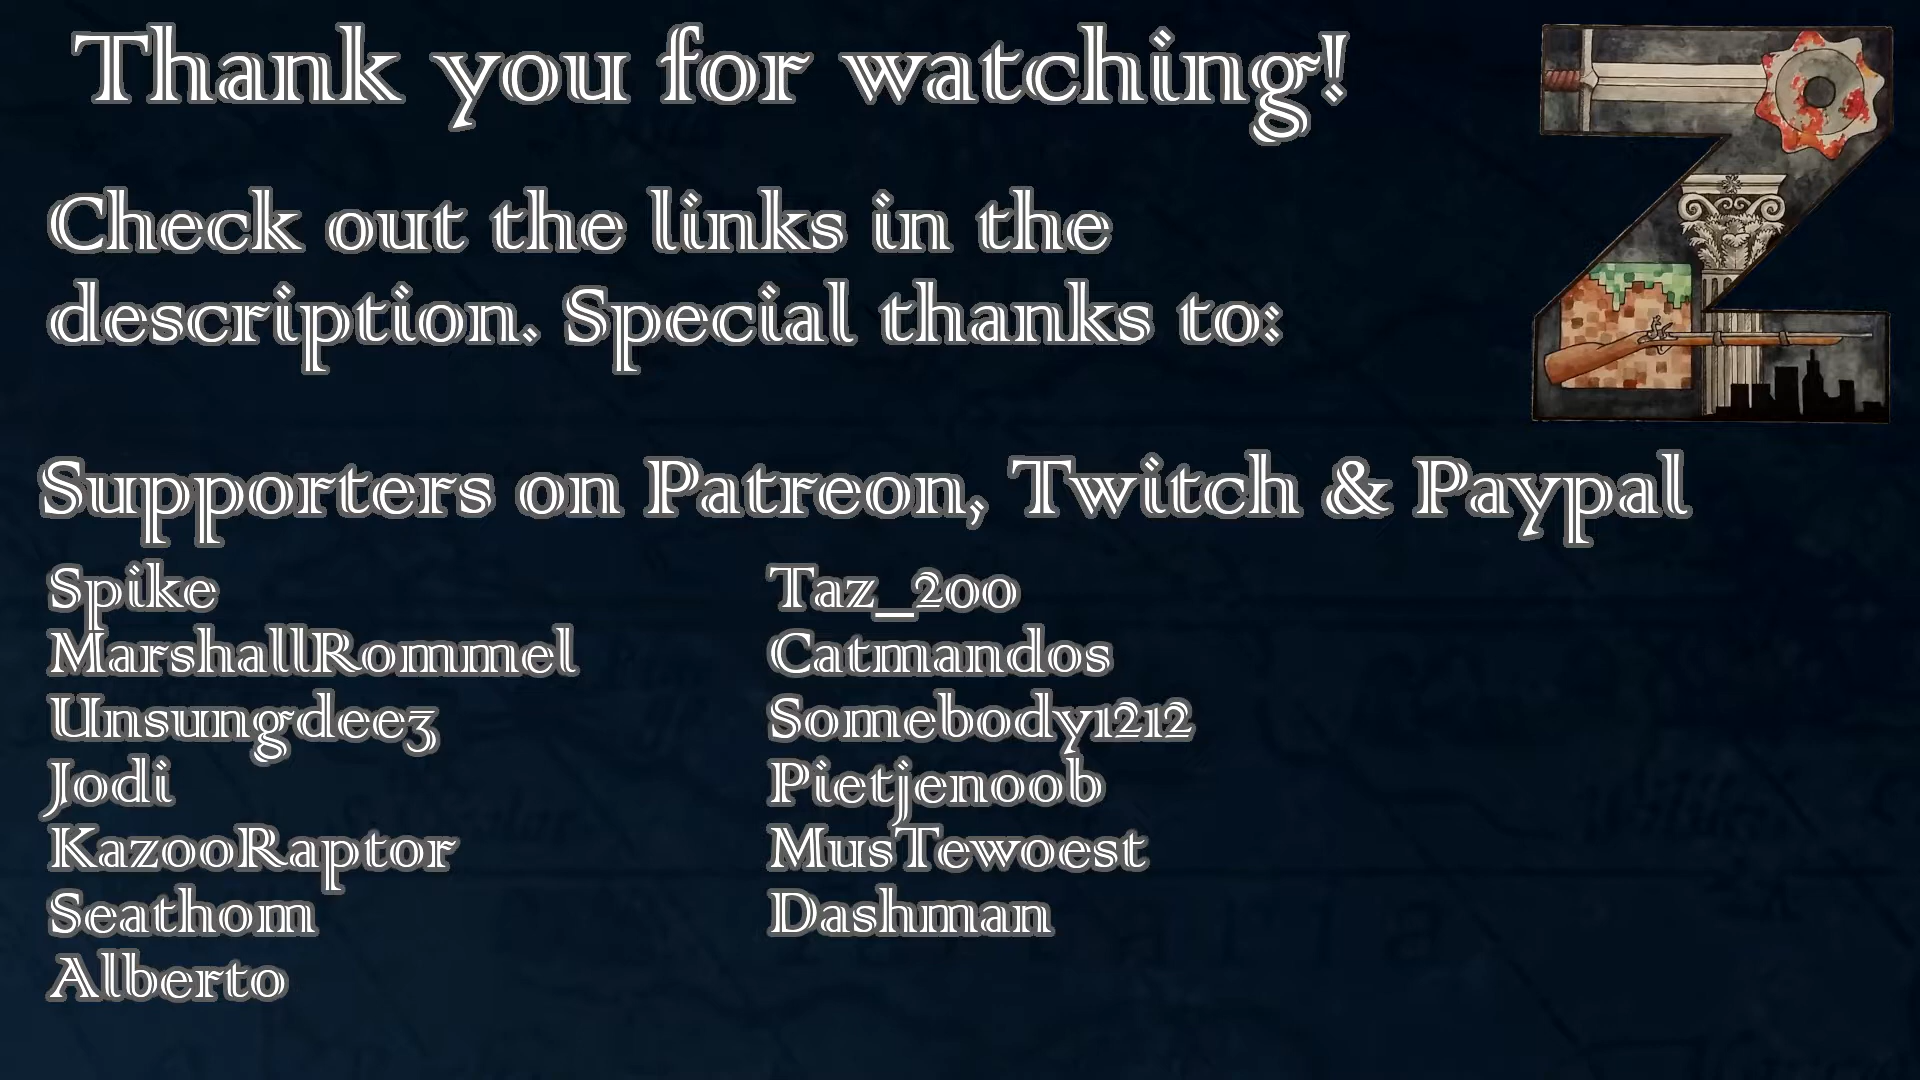 Thank you for watching!
Check out the links in the
description. Special thanks to:
Supporters on Patreon, Twitch & Paypal
Spike
MarshallRommel
Unsungdee3
Jodi
KazooRaptor
Seathom
Alberto
Taz_200
Catmandos
Somebody1212
Pietjenoob
MusTewoest
Dashman